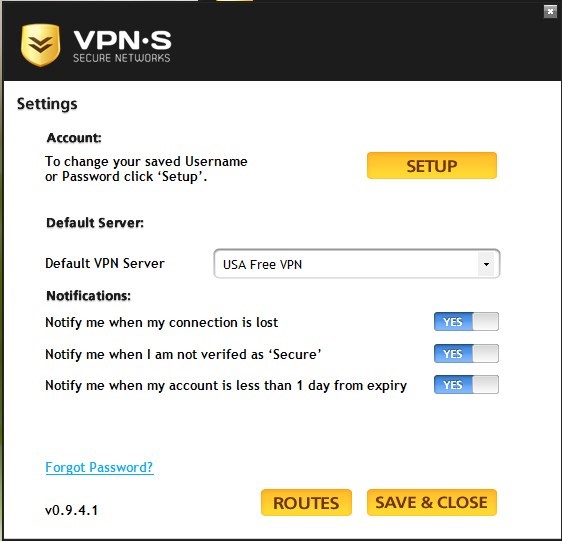 VPN·S
SECURE NETWORKS
Settings
Account:
To change your saved Username
or Password click ‘Setup’.
SETUP
Default Server:
Default VPN Server
USA Free VPN
Notifications:
Notify me when my connection is lost
YES
Notify me when I am not verifed as ‘Secure’
YES
Notify me when my account is less than 1 day from expiry
YES
Forgot Password?
v0.9.4.1
ROUTES
SAVE & CLOSE